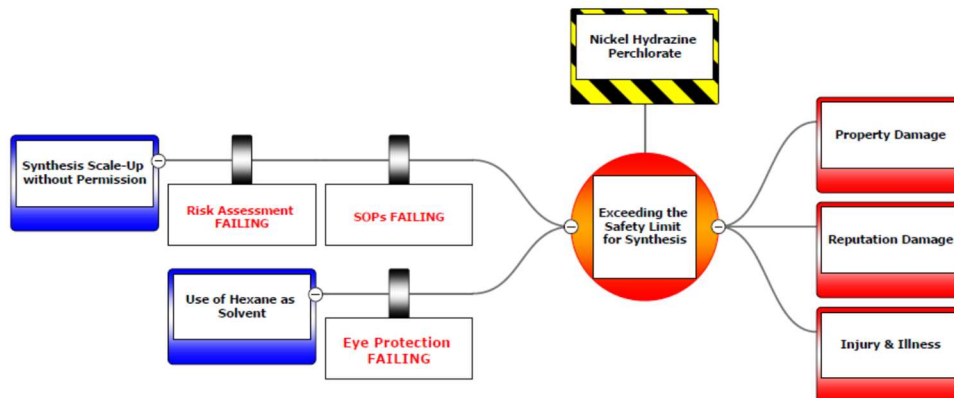 Nickel Hydrazine
Perchlorate
Synthesis Scale-Up
without Permission
Risk Assessment
FAILING
SOPs FAILING
Use of Hexane as
Solvent
Eye Protection
FAILING
Exceeding the
Safety Limit
for Synthesis
Property Damage
Reputation Damage
Injury & Illness